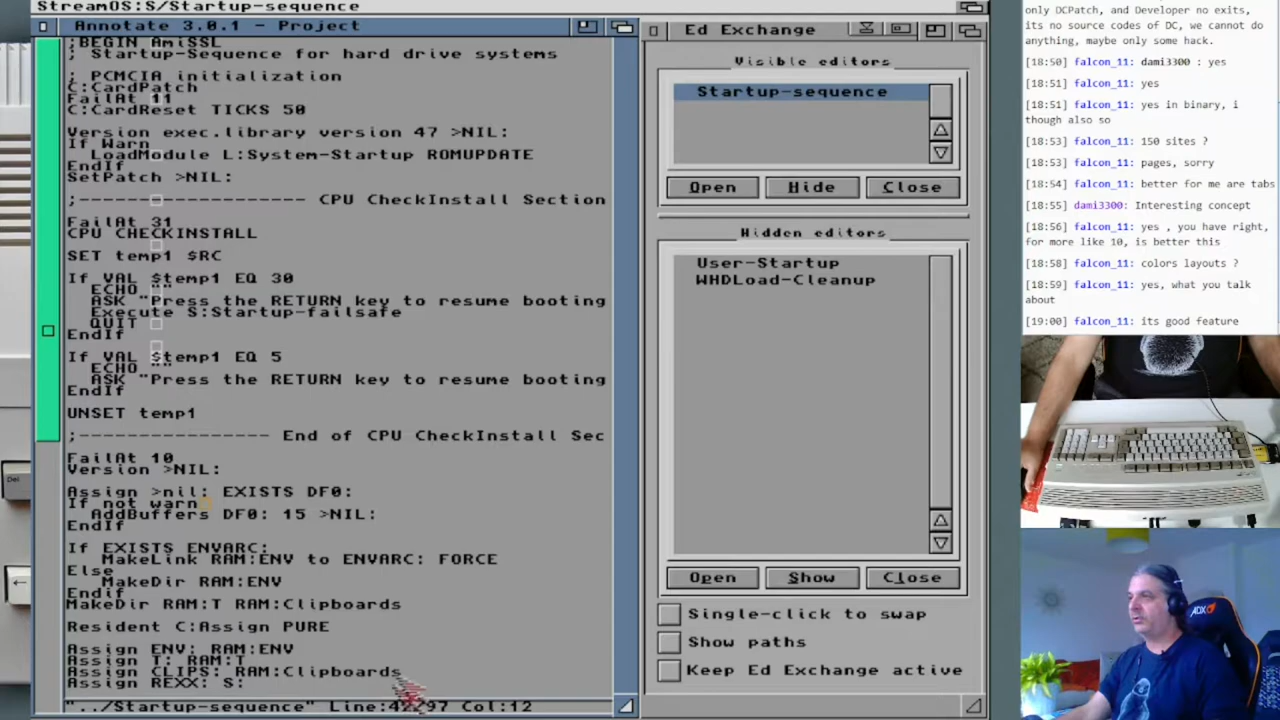 StreamOS:S/Startup-sequence
Annotate 3.0.1 - Project
;BEGIN AmiSSL
; Startup-Sequence for hard drive systems
; PCMCIA initialization
C:CardPatch
FailAt 11
C:CardReset TICKS 50
Version exec.library version 47 >NIL:
If Warn
LoadModule L:System-Startup ROMUPDATE
EndIf
SetPatch >NIL:
;-------------------- CPU CheckInstall Section
FailAt 31
CPU CHECKINSTALL
SET temp1 $RC
If VAL $temp1 EQ 30
ECHO ""
ASK "Press the RETURN key to resume booting
Execute S:Startup-failsafe
QUIT
EndIf
If VAL $temp1 EQ 5
ECHO ""
ASK "Press the RETURN key to resume booting
EndIf
UNSET temp1
;----------------- End of CPU CheckInstall Sec
FailAt 10
Version >NIL:
Assign >nil: EXISTS DF0:
If not warn
AddBuffers DF0: 15 >NIL:
EndIf
If EXISTS ENVARC:
MakeLink RAM:ENV to ENVARC: FORCE
Else
MakeDir RAM:ENV
Endif
MakeDir RAM:T RAM:Clipboards
Resident C:Assign PURE
Assign ENV: RAM:ENV
Assign T: RAM:T
Assign CLIPS: RAM:Clipboards
Assign REXX: S:
"../Startup-sequence" Col:12
Ed Exchange
Visible editors
Startup-sequence
Open Hide Close
Hidden editors
User-Startup
WHDLoad-Cleanup
Open Show Close
Single-click to swap
Show paths
Keep Ed Exchange active
only DCPatch, and Developer no exits,
its no source codes of DC, we cannot do
anything, maybe only some hack.
[18:50] falcon_11: dami3300 : yes
[18:51] falcon_11: yes
[18:51] falcon_11: yes in binary, i
though also so
[18:53] falcon_11: 150 sites ?
[18:53] falcon_11: pages, sorry
[18:54] falcon_11: better for me are tabs
[18:55] dami3300: Interesting concept
[18:56] falcon_11: yes , you have right,
for more like 10, is better this
[18:58] falcon_11: colors layouts ?
[18:59] falcon_11: yes, what you talk
about
[19:00] falcon_11: its good feature
Del
ADX